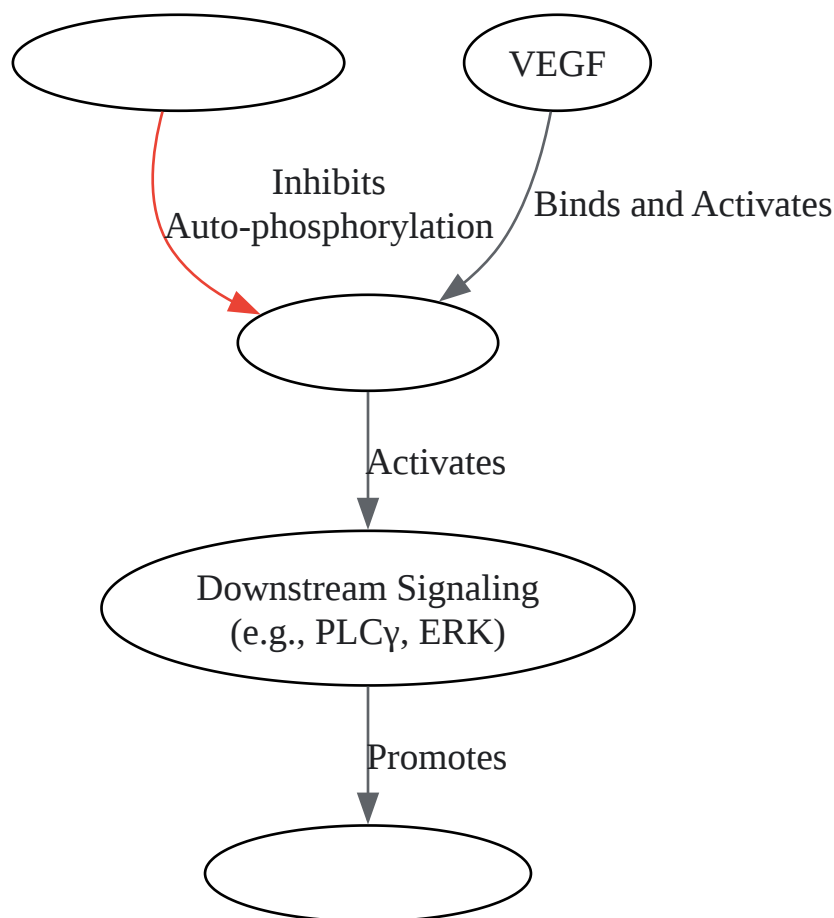 VEGF
Inhibits
Auto-phosphorylation
Binds and Activates
Activates
Downstream Signaling
(e.g., PLCγ, ERK)
Promotes